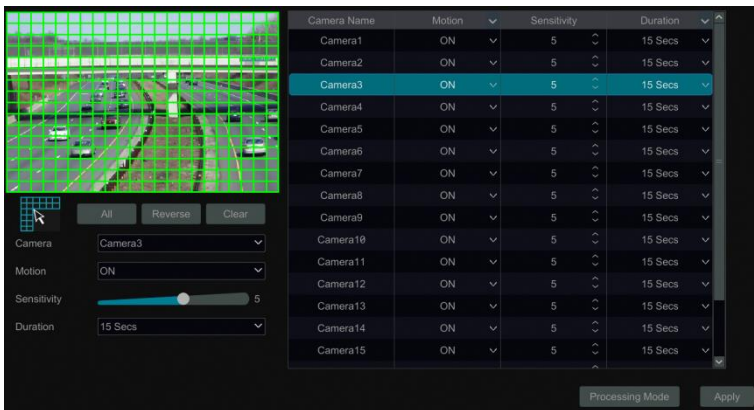 Camera Name Motion Sensitivity Duration
Camera1 ON 5 15 Secs
Camera2 ON 5 15 Secs
Camera3 ON 5 15 Secs
Camera4 ON 5 15 Secs
Camera5 ON 5 15 Secs
Camera6 ON 5 15 Secs
Camera7 ON 5 15 Secs
Camera8 ON 5 15 Secs
Camera9 ON 5 15 Secs
Camera10 ON 5 15 Secs
Camera11 ON 5 15 Secs
Camera12 ON 5 15 Secs
Camera13 ON 5 15 Secs
Camera14 ON 5 15 Secs
Camera15 ON 5 15 Secs
All Reverse Clear
Camera Camera3
Motion ON
Sensitivity 5
Duration 15 Secs
Processing Mode Apply